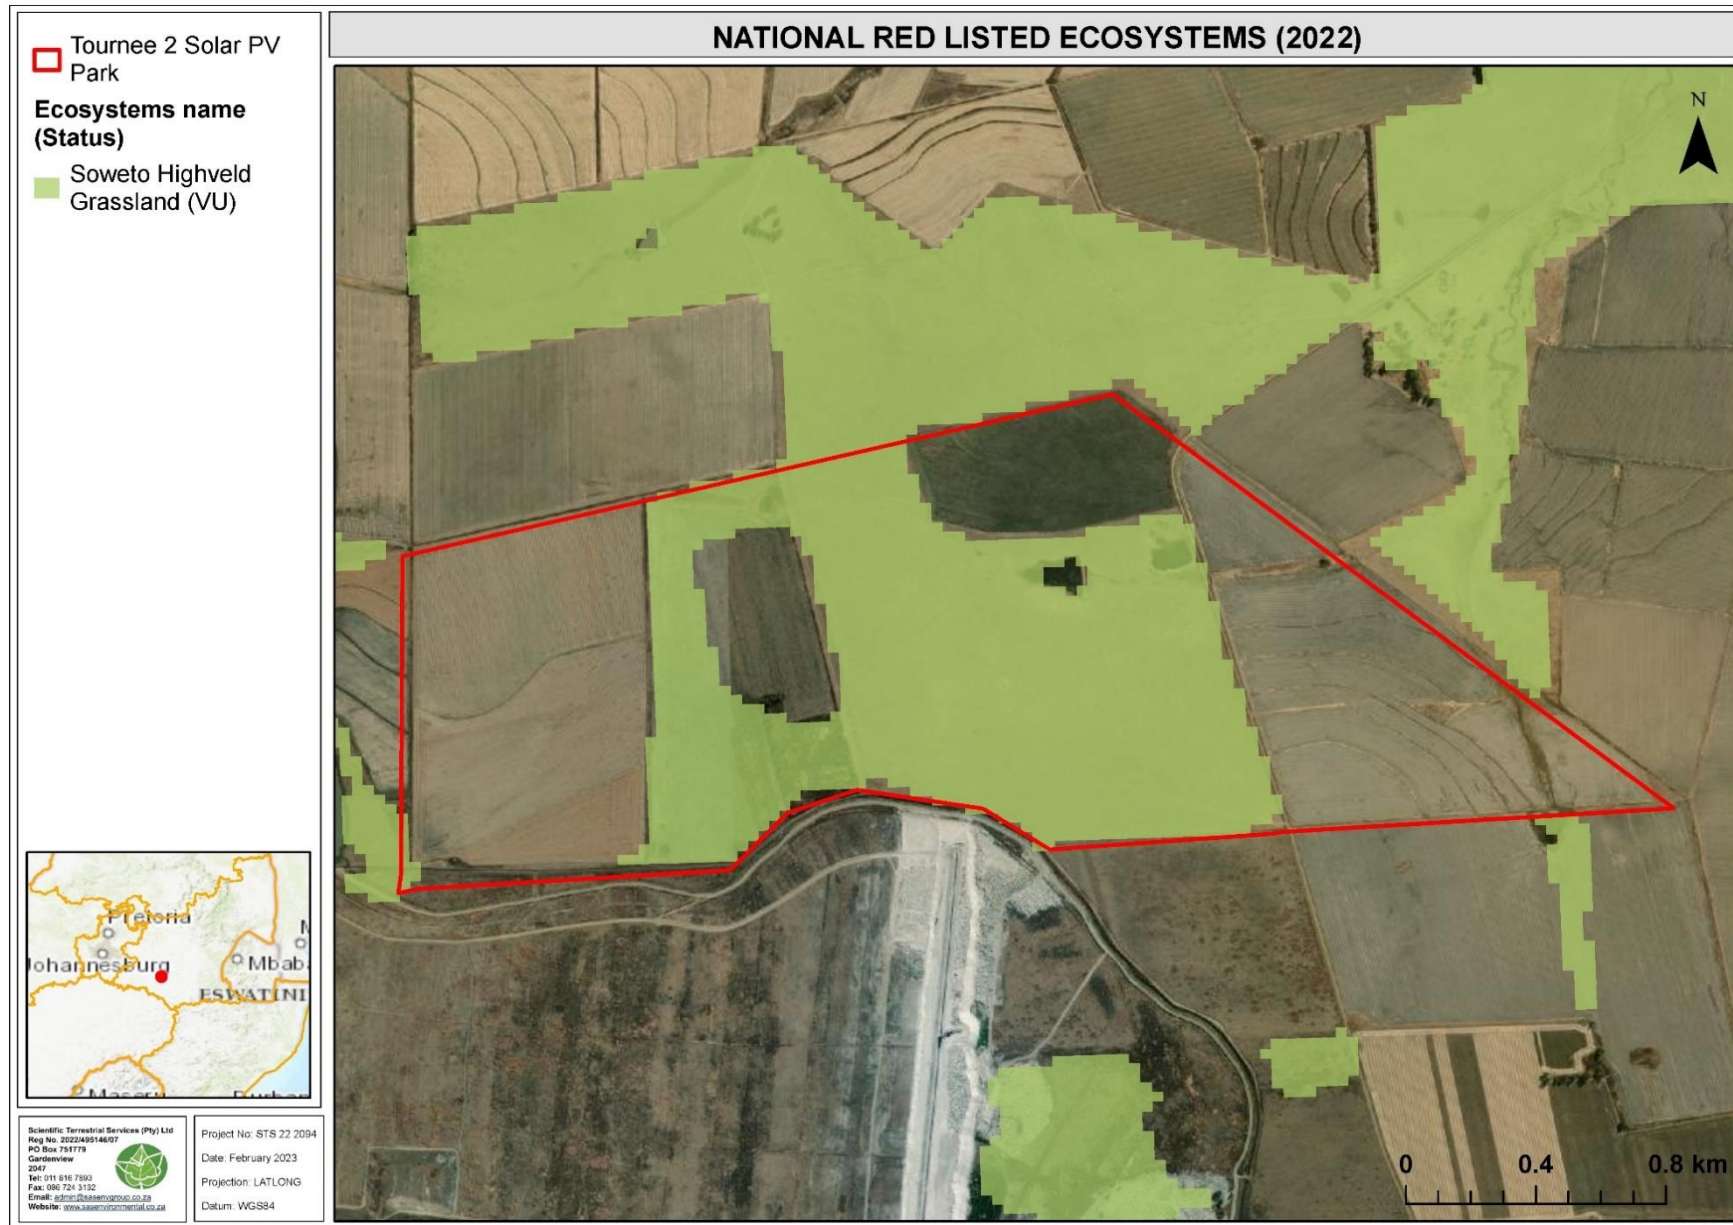 NATIONAL RED LISTED ECOSYSTEMS (2022)
Tournee 2 Solar PV
Park
Ecosystems name
(Status)
Soweto Highveld
Grassland (VU)
N
Pretoria
Johannesburg
Mbab
ESWATINI
Maseru
Scientific Terrestrial Services (Pty) Ltd
Reg No. 2022/495146/07
PO Box 751779
Gardenview
2047
Tel: 011 616 7893
Fax: 086 724 3132
Email: admin@sasenvgroup.co.za
Website: www.sasenvironmental.co.za
Project No: STS 22 2094
Date: February 2023
Projection: LATLONG
Datum: WGS84
0 0.4 0.8 km